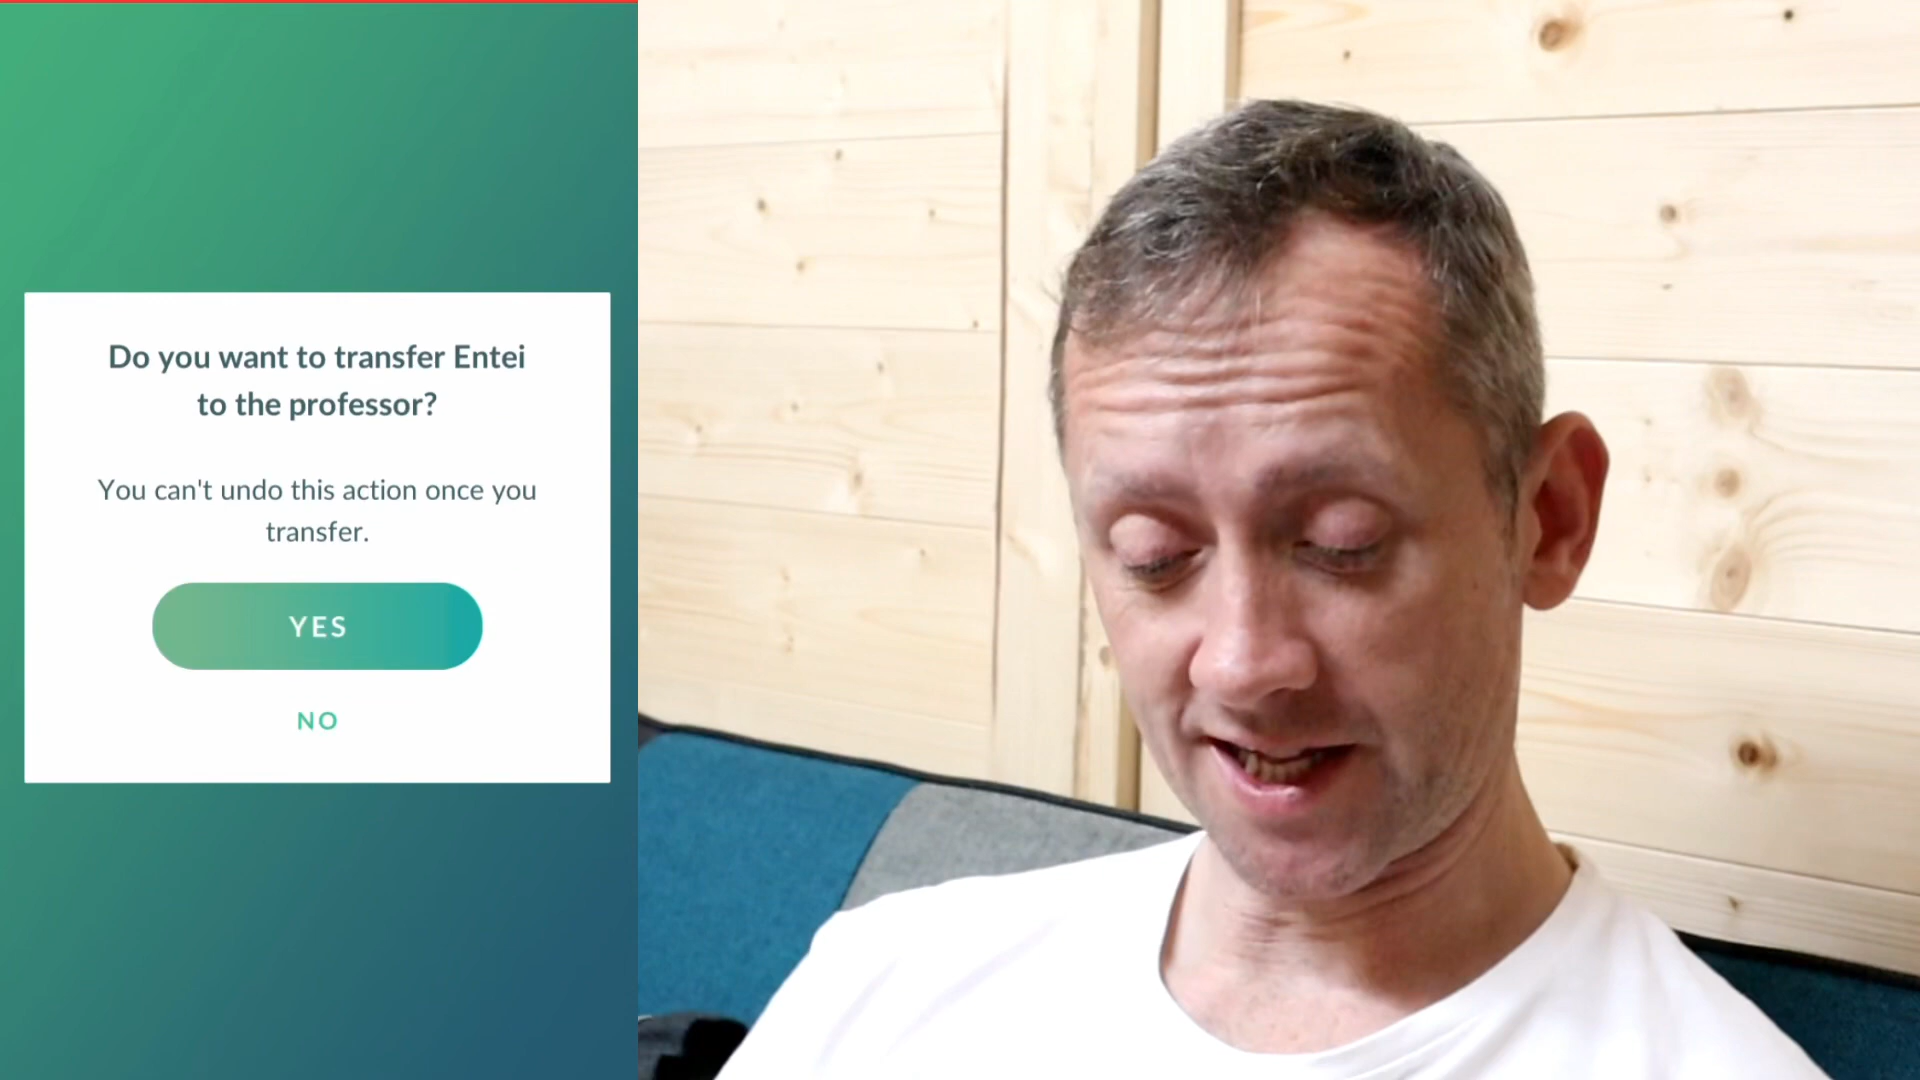 Do you want to transfer Entei
to the professor?
You can't undo this action once you
transfer.
YES
NO